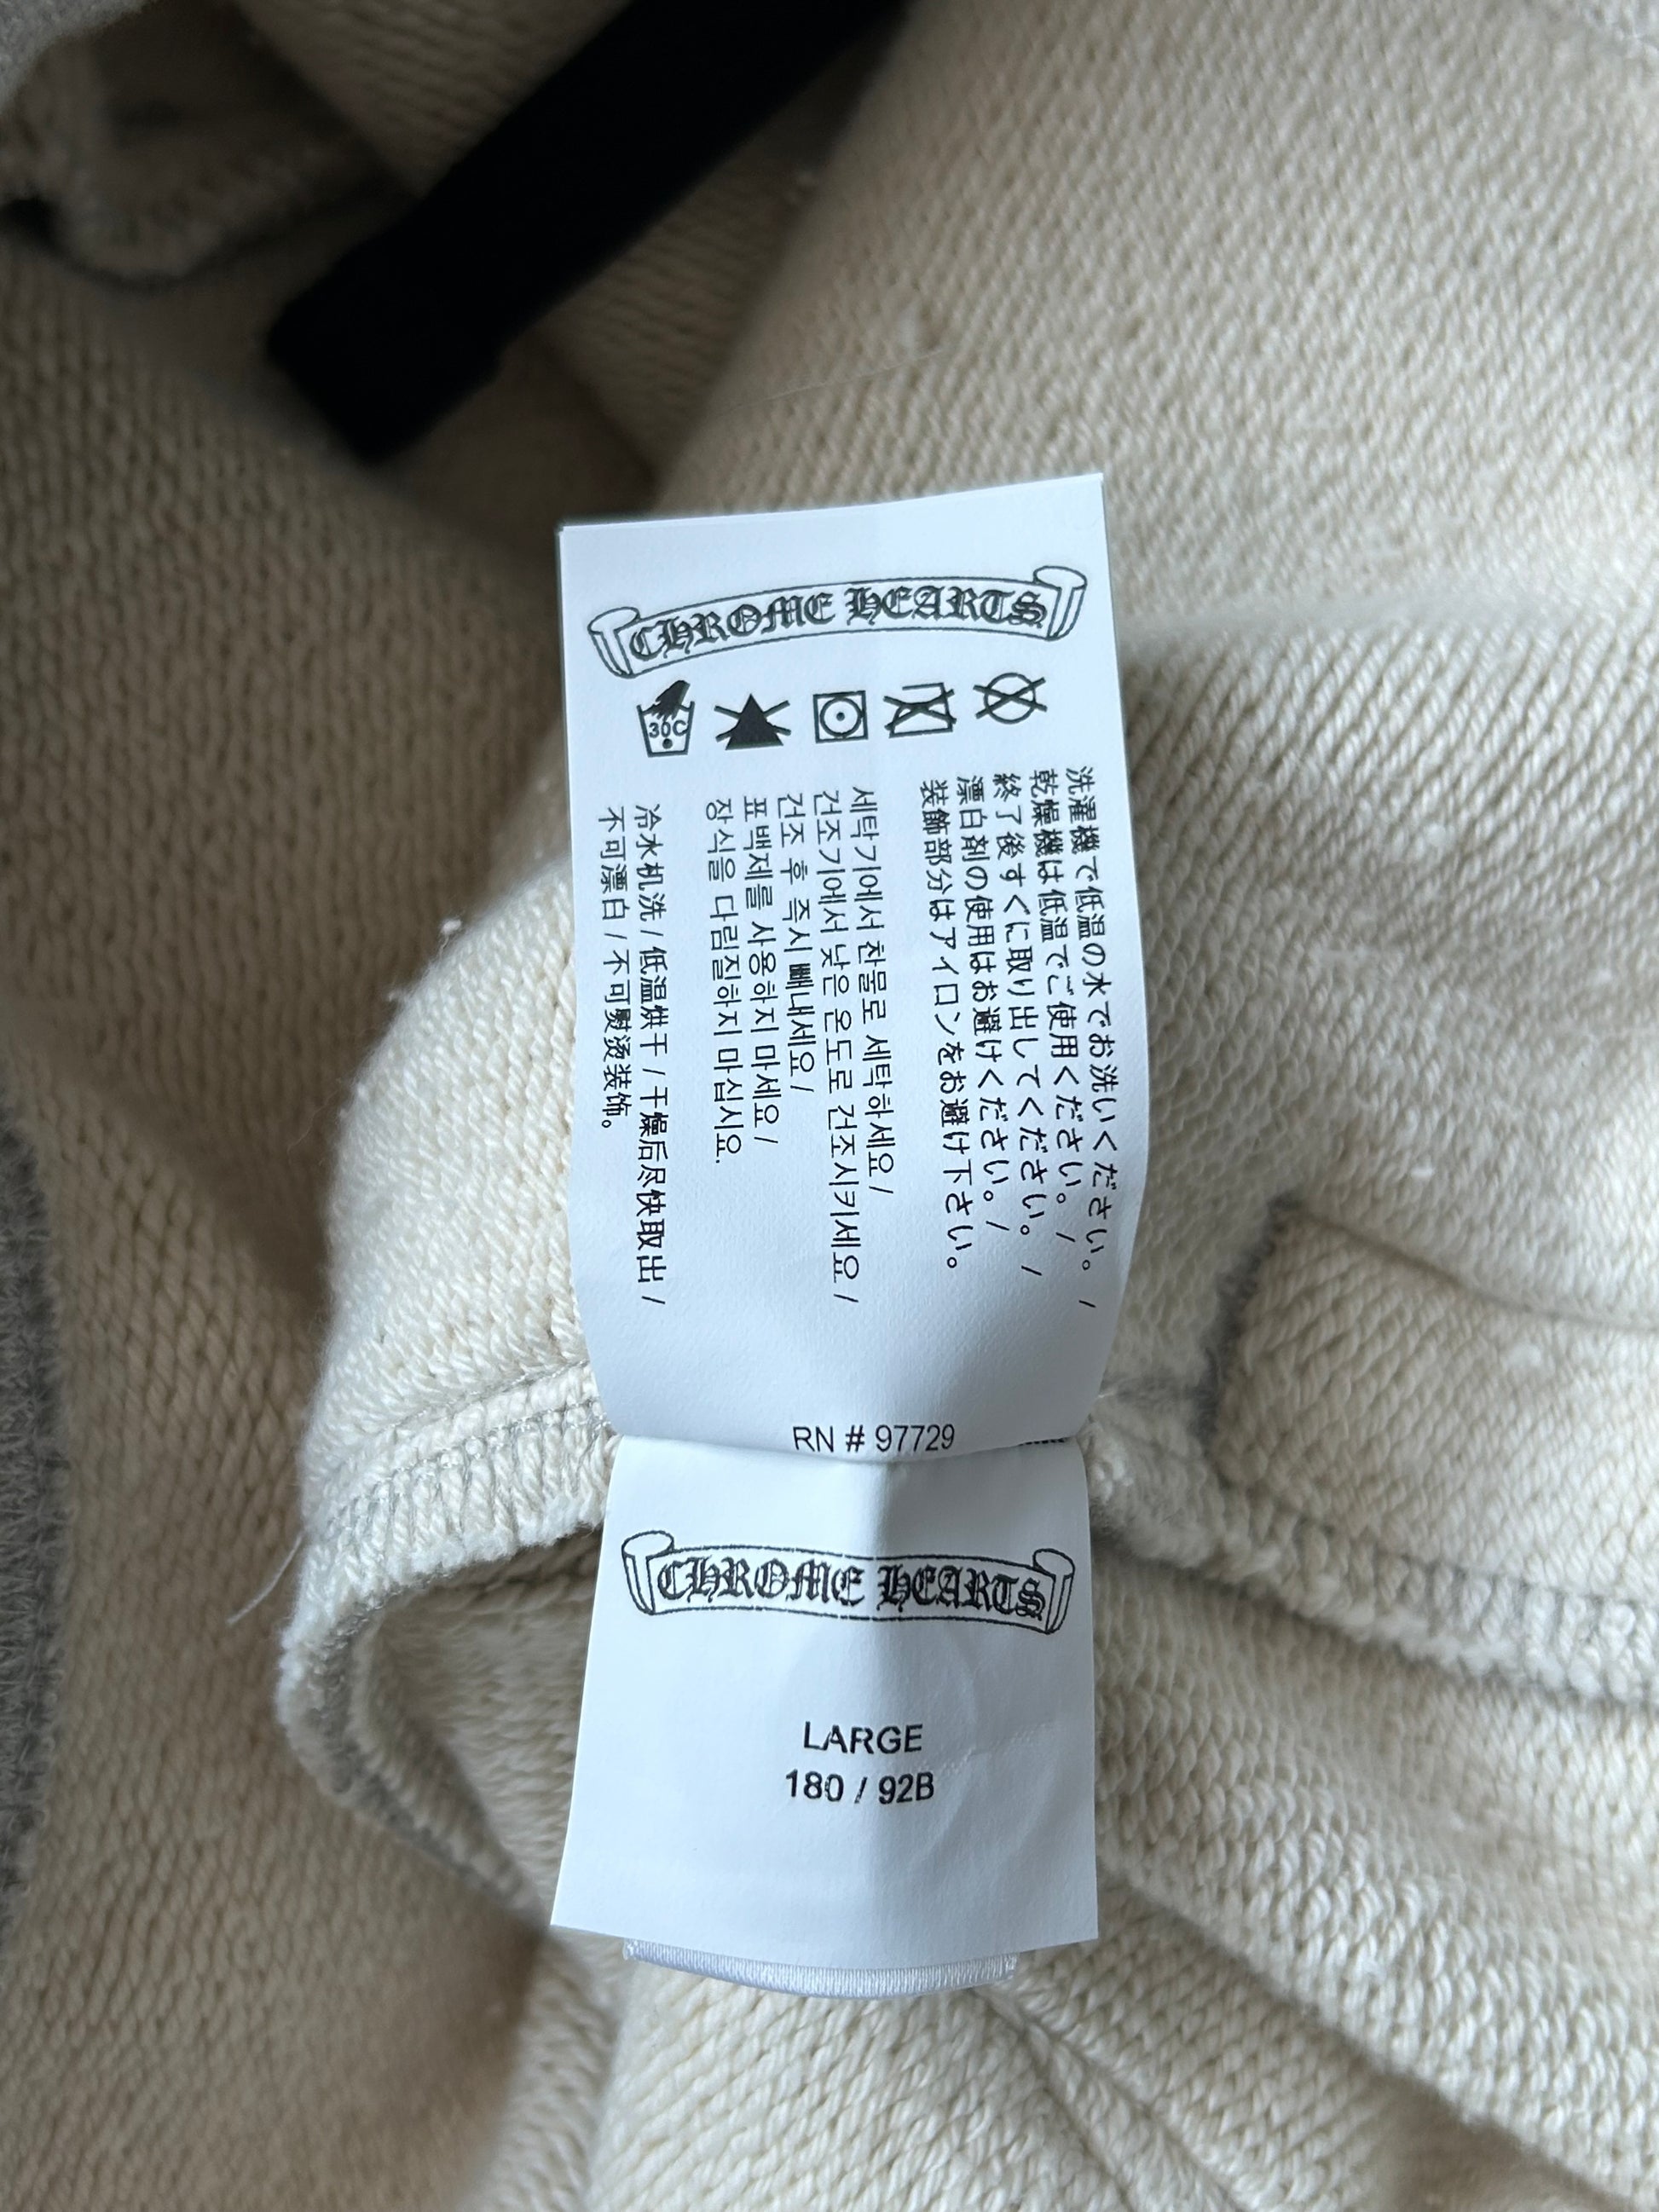 CHROME HEARTS
30C
洗濯機で低温の水でお洗いください。 /
乾燥機は低温でご使用ください。 /
終了後すぐに取り出してください。 /
漂白剤の使用はお避けください。 /
装飾部分はアイロンをお避け下さい。
세탁기에서 찬물로 세탁하세요 /
건조기에서 낮은 온도로 건조시키세요 /
건조 후 즉시 빼내세요 /
표백제를 사용하지 마세요 /
장식을 다림질하지 마십시요.
冷水机洗 / 低温烘干 / 干燥后尽快取出 /
不可漂白 / 不可熨烫装饰。
RN # 97729
CHROME HEARTS
LARGE
180 / 92B